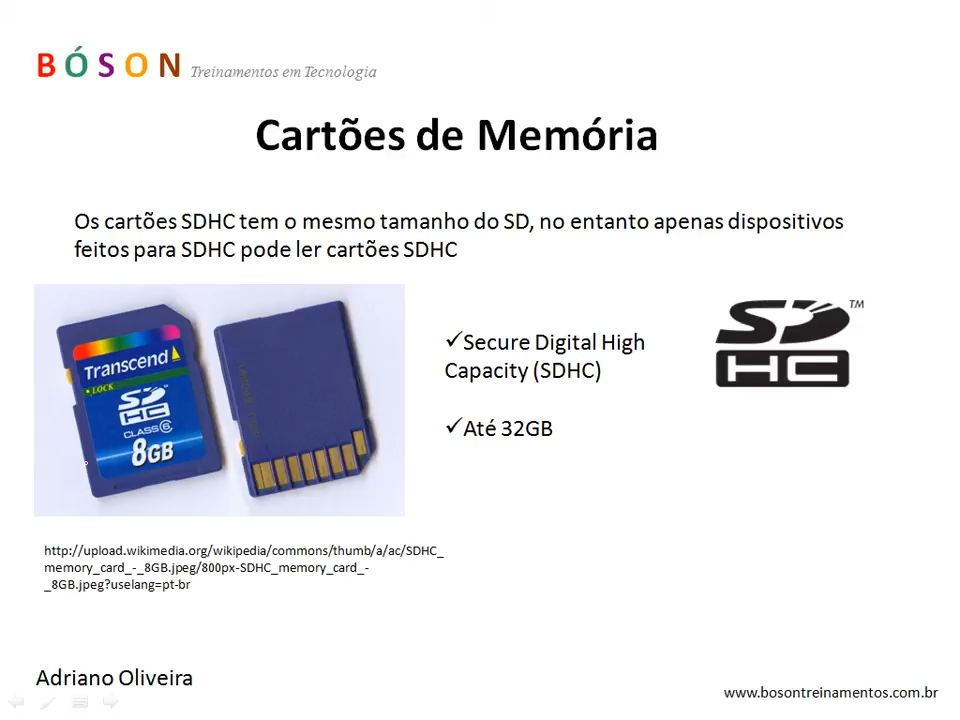 BÓSON Treinamentos em Tecnologia
Cartões de Memória
Os cartões SDHC tem o mesmo tamanho do SD, no entanto apenas dispositivos
feitos para SDHC pode ler cartões SDHC
Transcend
LOCK
SD
HC
CLASS 6
8GB
✓Secure Digital High
Capacity (SDHC)
✓Até 32GB
SD™
HC
http://upload.wikimedia.org/wikipedia/commons/thumb/a/ac/SDHC_
memory_card_-_8GB.jpeg/800px-SDHC_memory_card_-
_8GB.jpeg?uselang=pt-br
Adriano Oliveira
www.bosontreinamentos.com.br